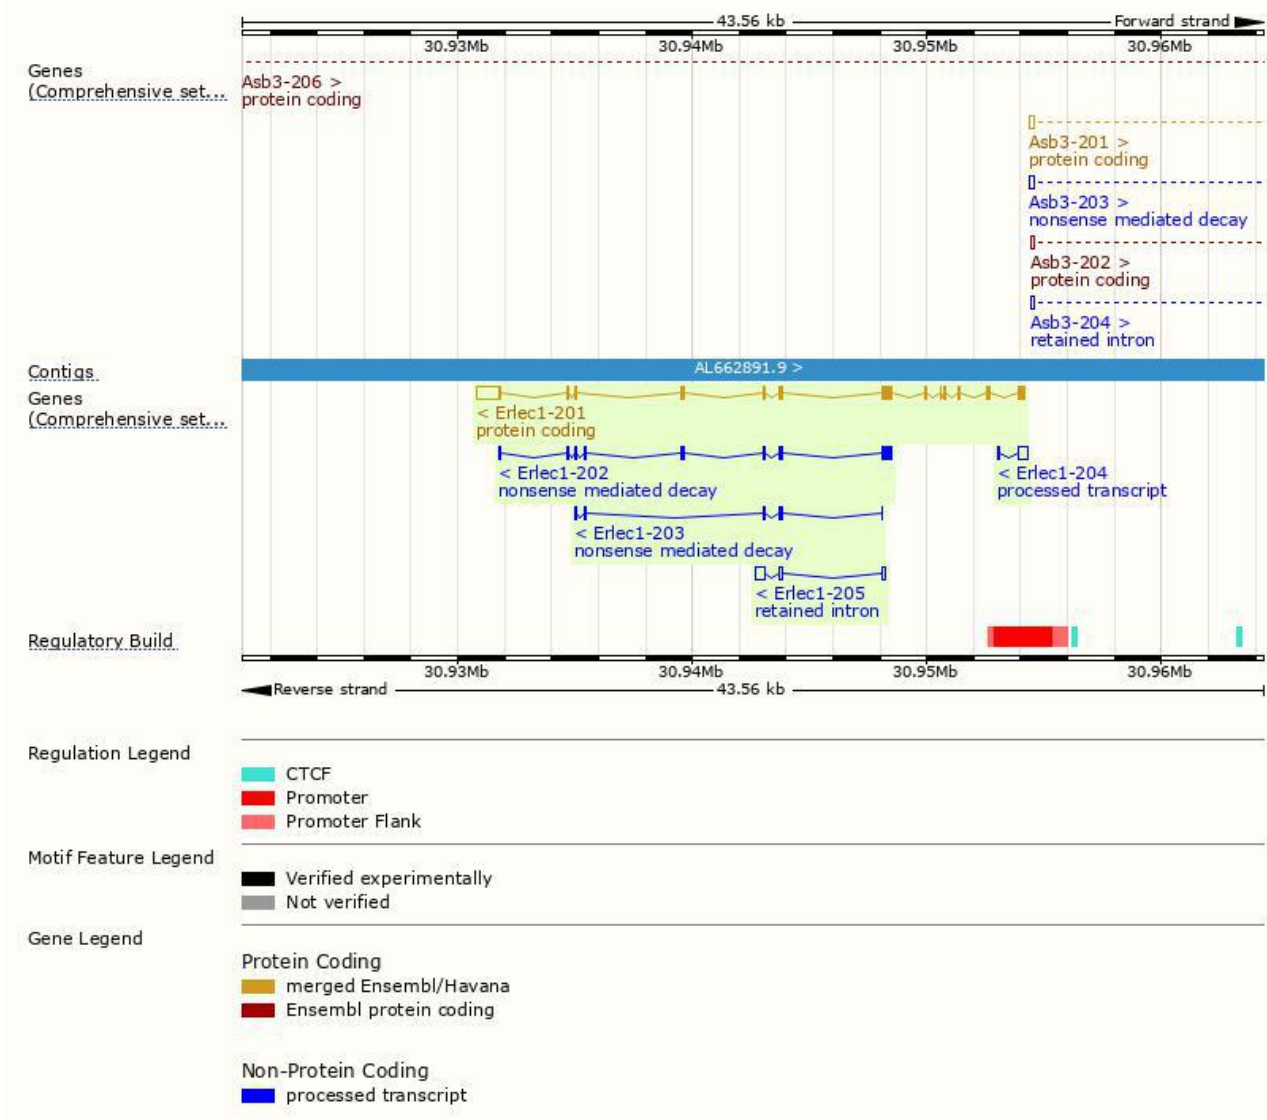 43.56 kb
Forward strand
30.93Mb 30.94Mb 30.95Mb 30.96Mb
Genes
(Comprehensive set...
Asb3-206 >
protein coding
Asb3-201 >
protein coding
Asb3-203 >
nonsense mediated decay
Asb3-202 >
protein coding
Asb3-204 >
retained intron
Contigs
AL662891.9 >
Genes
(Comprehensive set...
< Erlec1-201
protein coding
< Erlec1-202
nonsense mediated decay
< Erlec1-204
processed transcript
< Erlec1-203
nonsense mediated decay
< Erlec1-205
retained intron
Regulatory Build
30.93Mb 30.94Mb 30.95Mb 30.96Mb
Reverse strand
43.56 kb
Regulation Legend
CTCF
Promoter
Promoter Flank
Motif Feature Legend
Verified experimentally
Not verified
Gene Legend
Protein Coding
merged Ensembl/Havana
Ensembl protein coding
Non-Protein Coding
processed transcript